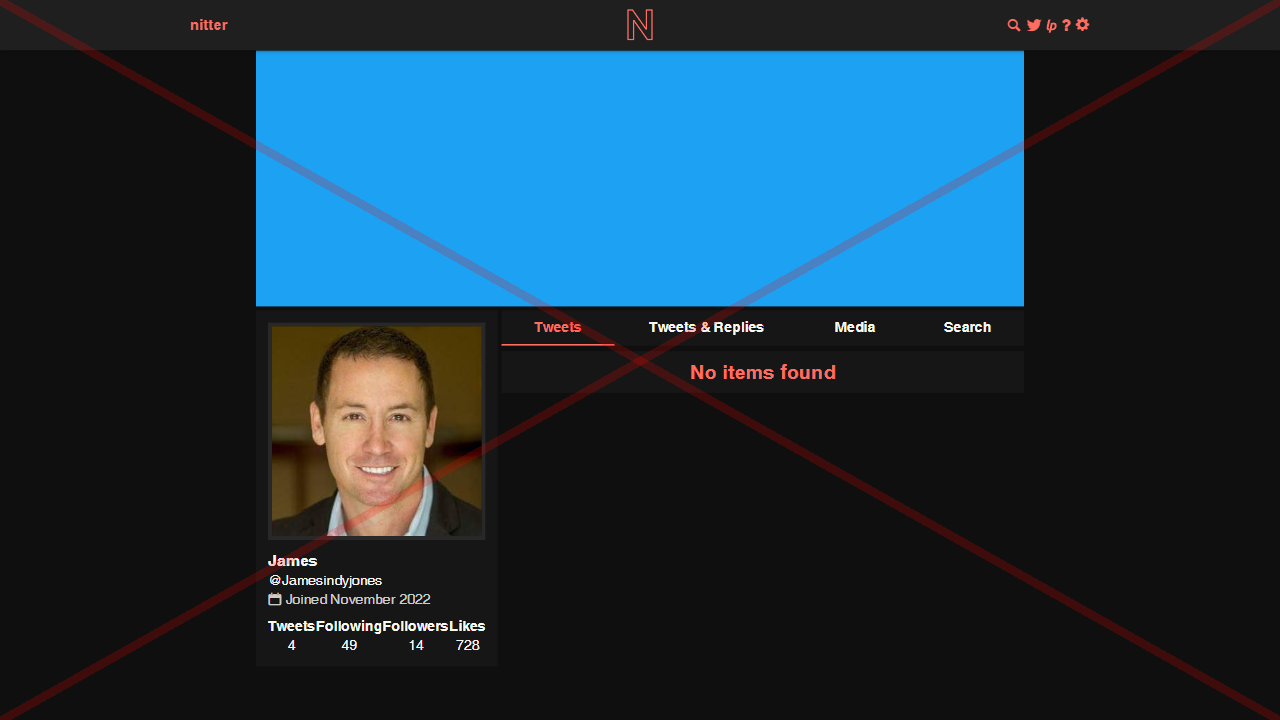 nitter
N
lp ?
Tweets Tweets & Replies Media Search
No items found
James
@Jamesindyjones
Joined November 2022
Tweets Following Followers Likes
4 49 14 728